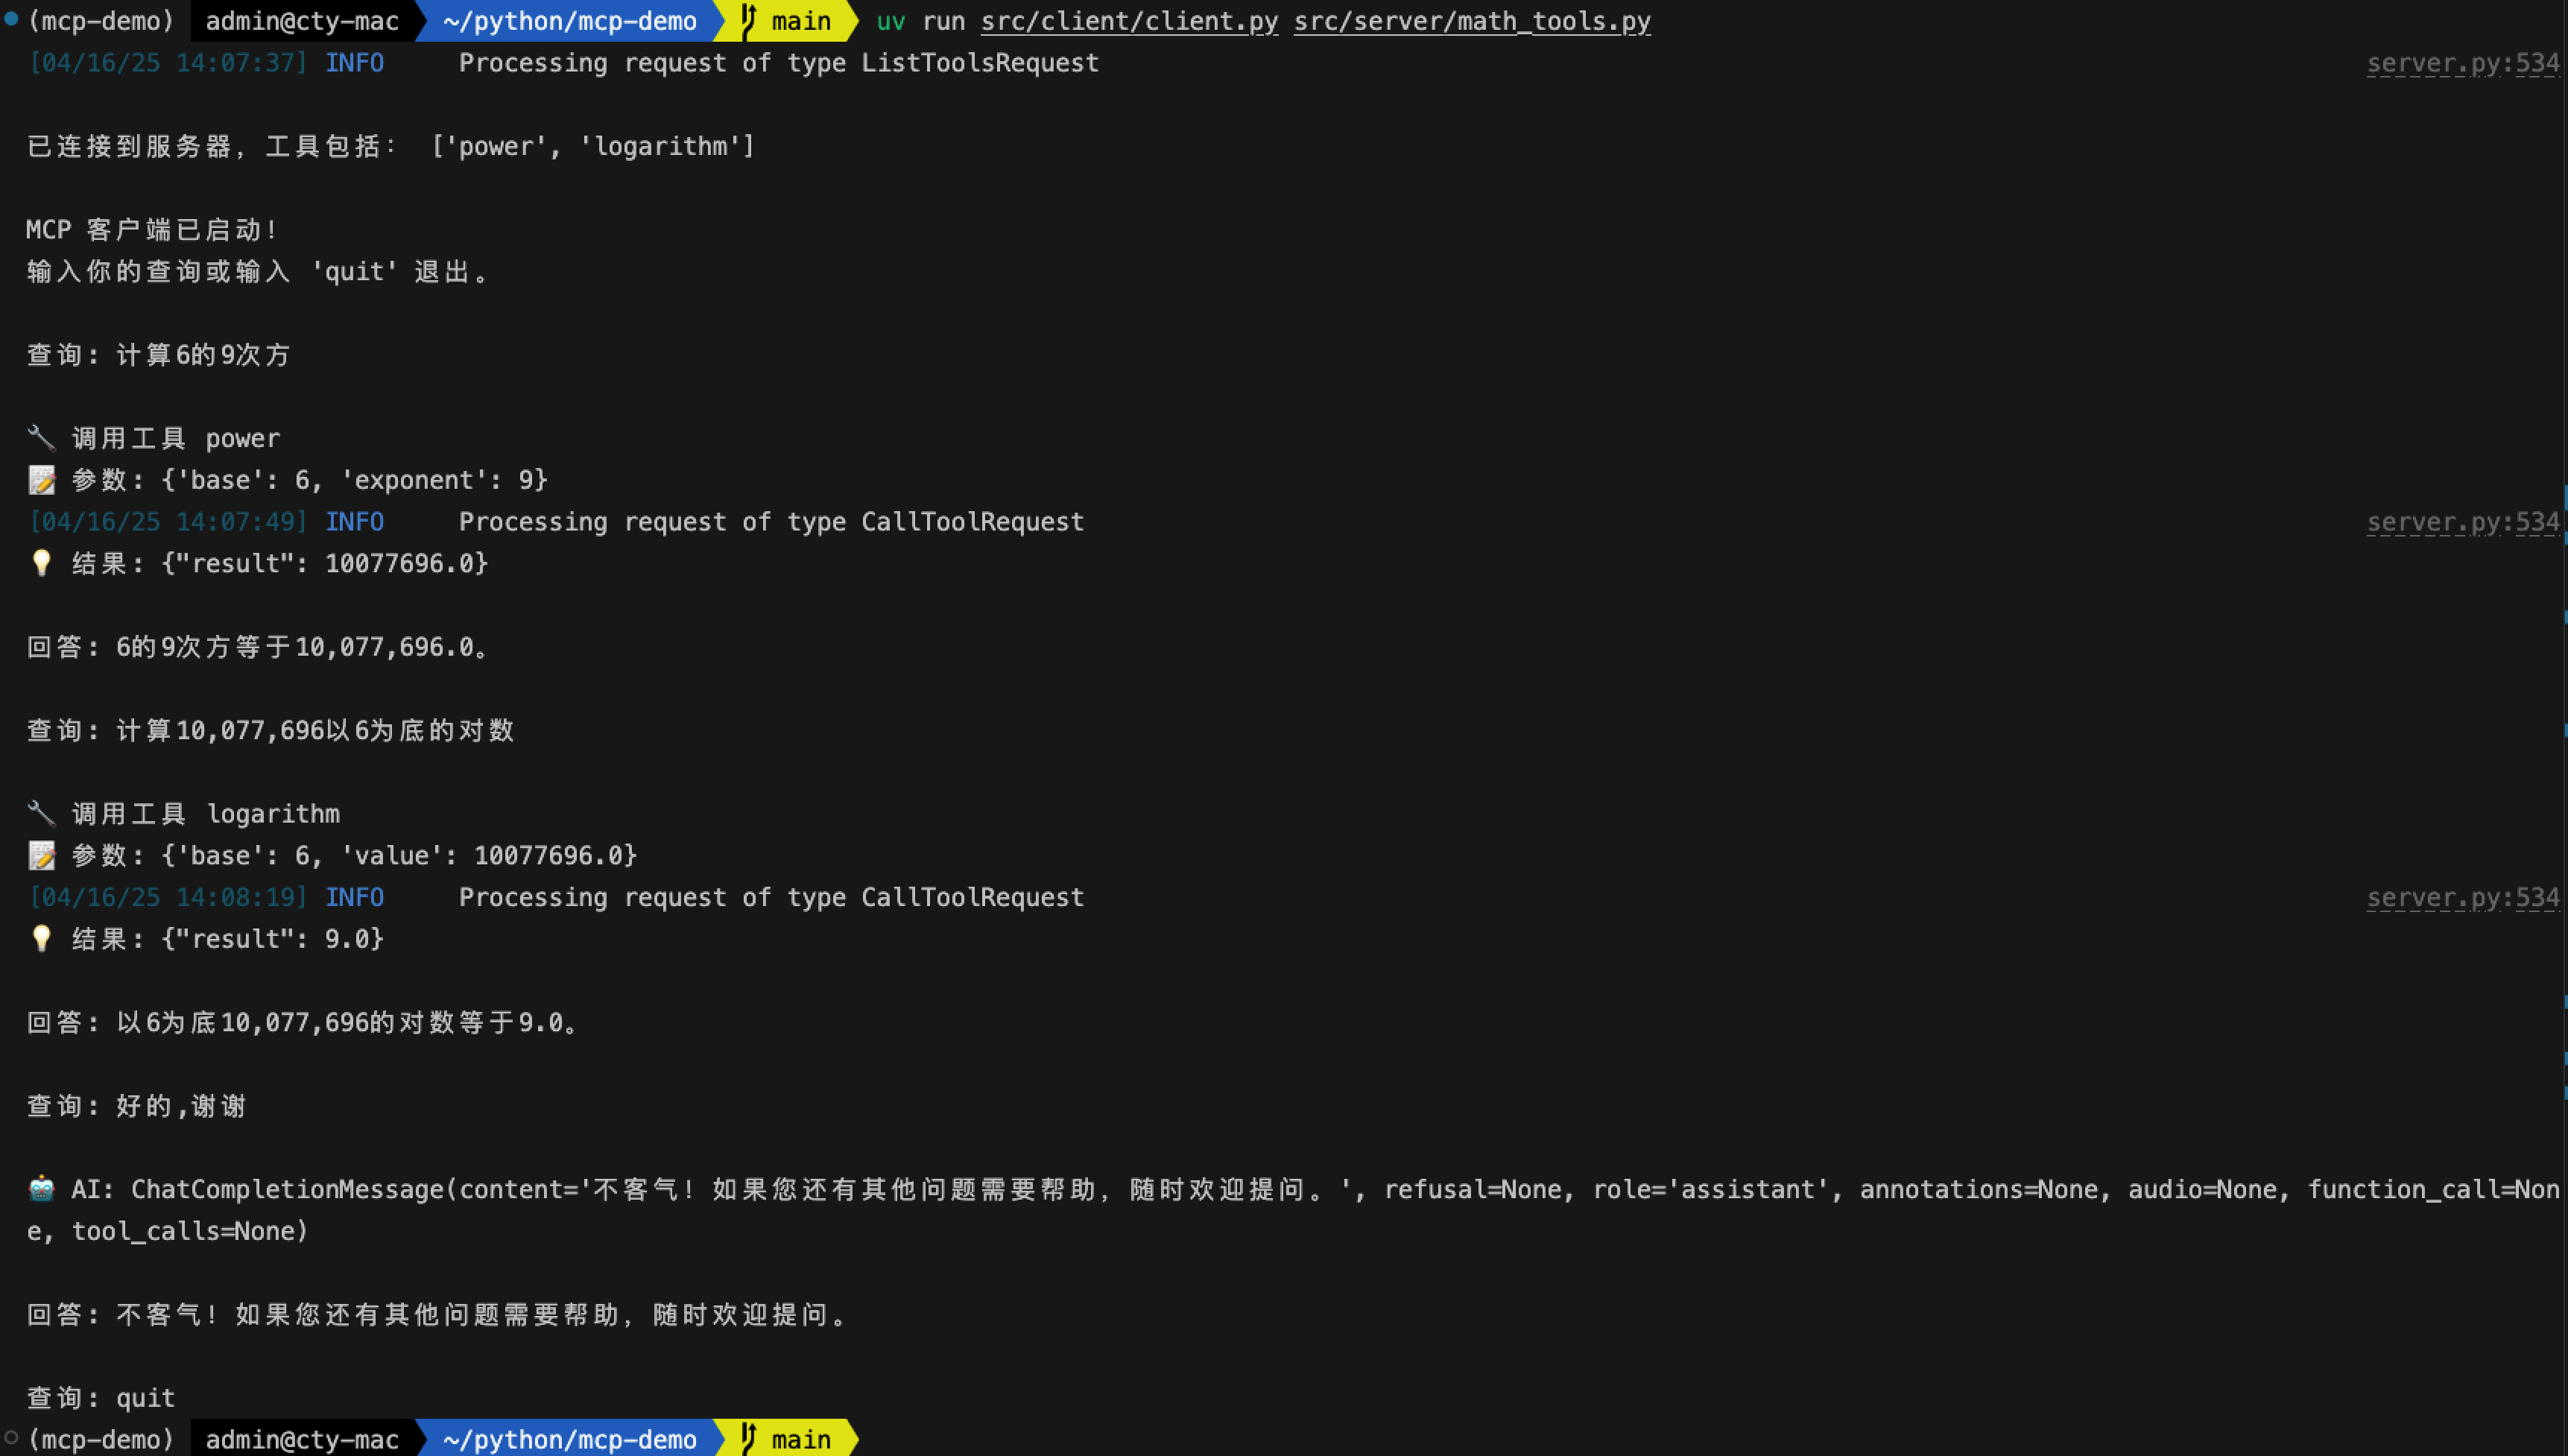 (mcp-demo) admin@cty-mac ~/python/mcp-demo main uv run src/client/client.py src/server/math_tools.py
[04/16/25 14:07:37] INFO Processing request of type ListToolsRequest server.py:534
已连接到服务器，工具包括： ['power', 'logarithm']
MCP 客户端已启动！
输入你的查询或输入 'quit' 退出。
查询: 计算6的9次方
🔧 调用工具 power
📝 参数: {'base': 6, 'exponent': 9}
[04/16/25 14:07:49] INFO Processing request of type CallToolRequest server.py:534
💡 结果: {"result": 10077696.0}
回答: 6的9次方等于10,077,696.0。
查询: 计算10,077,696以6为底的对数
🔧 调用工具 logarithm
📝 参数: {'base': 6, 'value': 10077696.0}
[04/16/25 14:08:19] INFO Processing request of type CallToolRequest server.py:534
💡 结果: {"result": 9.0}
回答: 以6为底10,077,696的对数等于9.0。
查询: 好的,谢谢
🤖 AI: ChatCompletionMessage(content='不客气！如果您还有其他问题需要帮助，随时欢迎提问。', refusal=None, role='assistant', annotations=None, audio=None, function_call=Non
e, tool_calls=None)
回答: 不客气！如果您还有其他问题需要帮助，随时欢迎提问。
查询: quit
(mcp-demo) admin@cty-mac ~/python/mcp-demo main